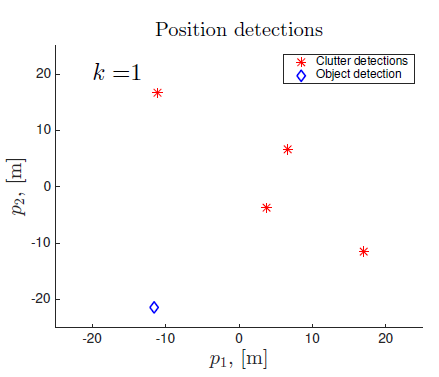 Position detections
k =1
Clutter detections
Object detection
20
10
0
-10
-20
p₂, [m]
-20
-10
0
10
20
p₁, [m]